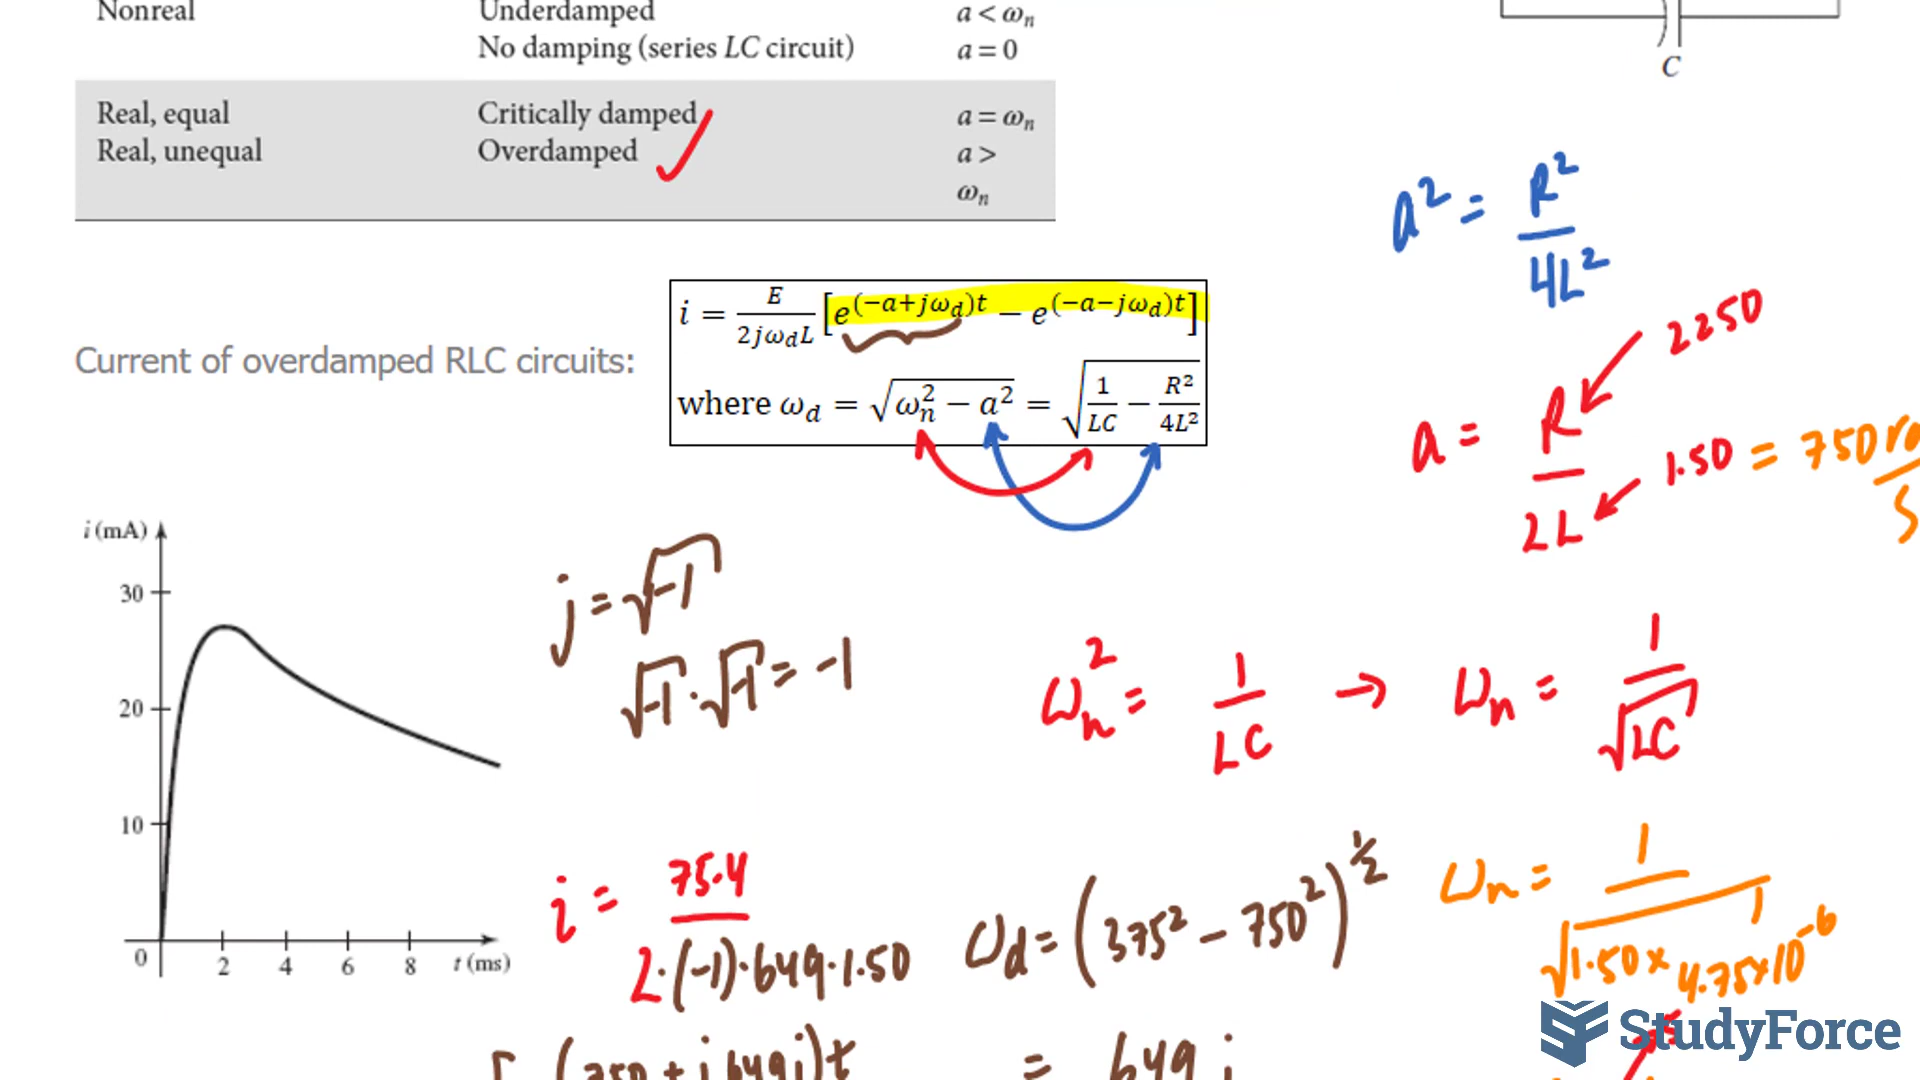 Nonreal Underdamped a < ωn
No damping (series LC circuit) a = 0
Real, equal Critically damped a = ωn
Real, unequal Overdamped a >
ωn
C
a² = R²/4L²
Current of overdamped RLC circuits:
i = E/2jωdL [e^(−a+jωd)t − e^(−a−jωd)t]
where ωd = √ωn² − a² = √1/LC − R²/4L²
2250
a = R/2L 1.50 = 750
s
i (mA)
30
20
10
0 2 4 6 8 t (ms)
j = √-1
√-1 · √-1 = -1
ωn² = 1/LC → ωn = 1/√LC
i = 75.4/2·(-1)·649·1.50
ωd = (375² - 750²)^½
ωn = 1/√1.50 × 4.75×10⁻⁶
= 649 j
StudyForce